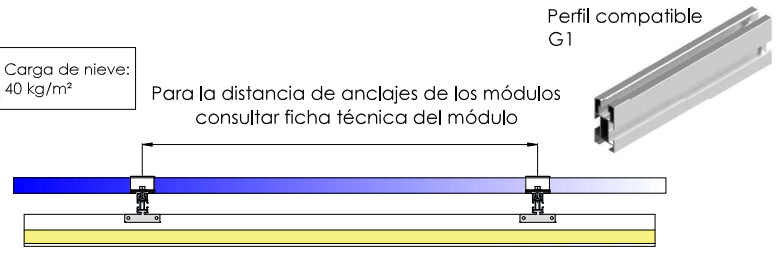 Perfil compatible
G1
Carga de nieve:
40 kg/m²
Para la distancia de anclajes de los módulos
consultar ficha técnica del módulo